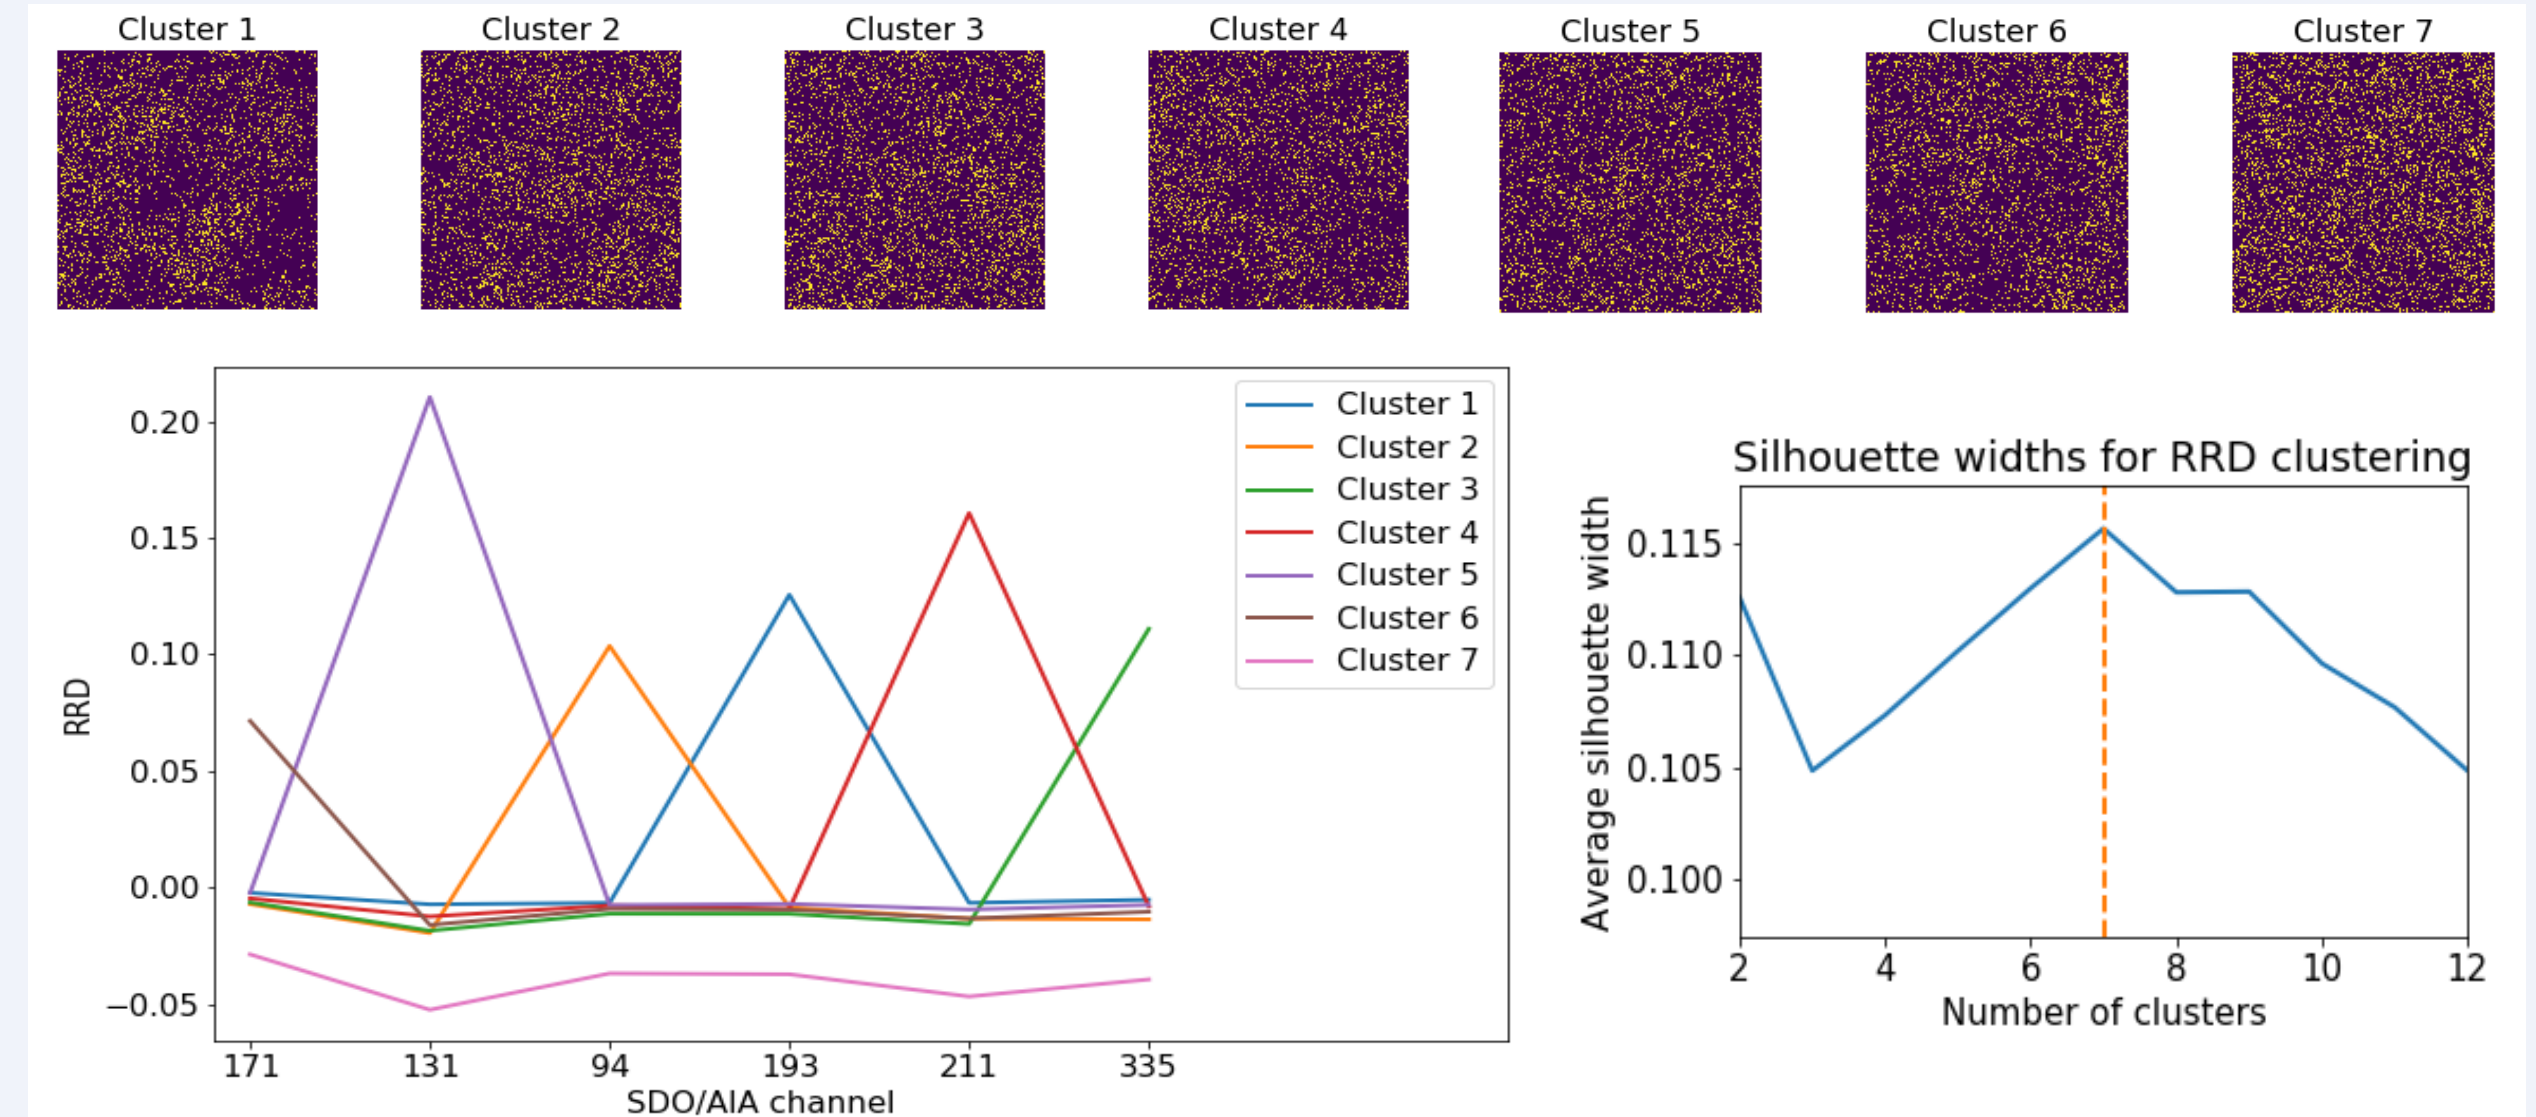 Cluster 1
Cluster 2
Cluster 3
Cluster 4
Cluster 5
Cluster 6
Cluster 7
RRD
0.20
0.15
0.10
0.05
0.00
−0.05
171
131
94
193
211
335
SDO/AIA channel
Cluster 1
Cluster 2
Cluster 3
Cluster 4
Cluster 5
Cluster 6
Cluster 7
Silhouette widths for RRD clustering
Average silhouette width
0.115
0.110
0.105
0.100
2
4
6
8
10
12
Number of clusters